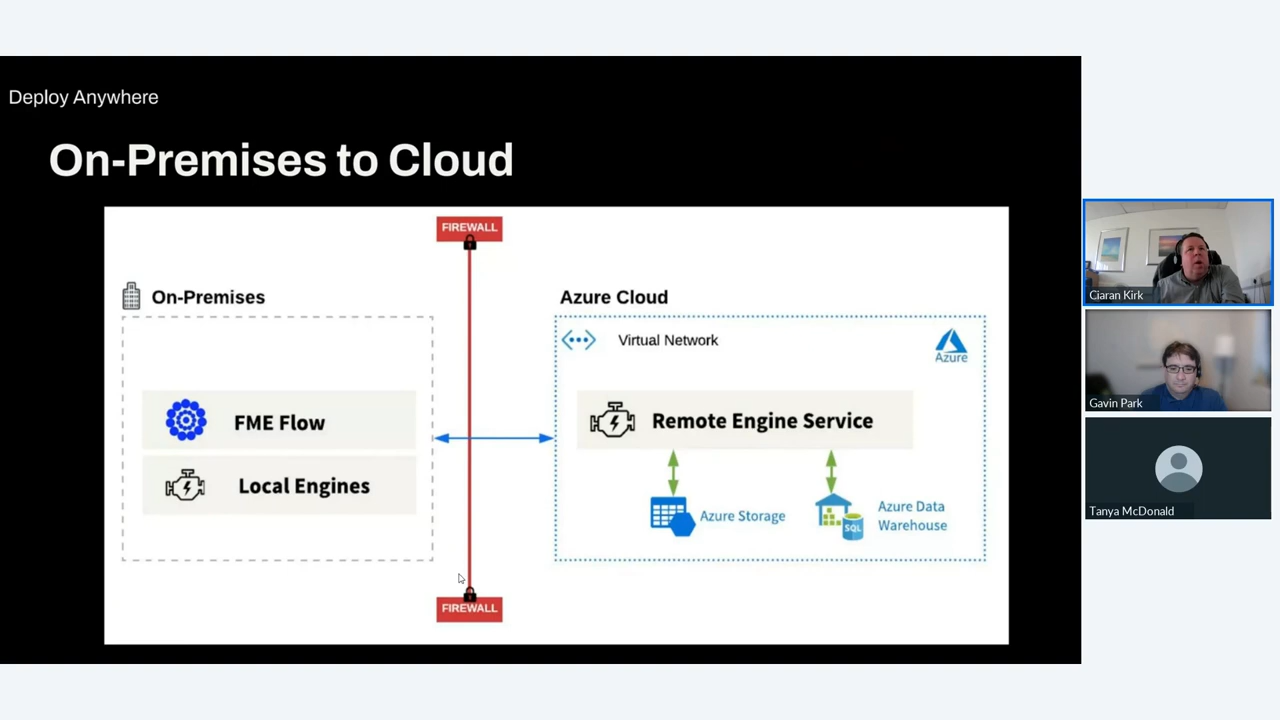 Deploy Anywhere
On-Premises to Cloud
FIREWALL
On-Premises
FME Flow
Local Engines
Azure Cloud
Virtual Network
Azure
Remote Engine Service
Azure Storage
SQL
Azure Data
Warehouse
FIREWALL
Ciaran Kirk
Gavin Park
Tanya McDonald